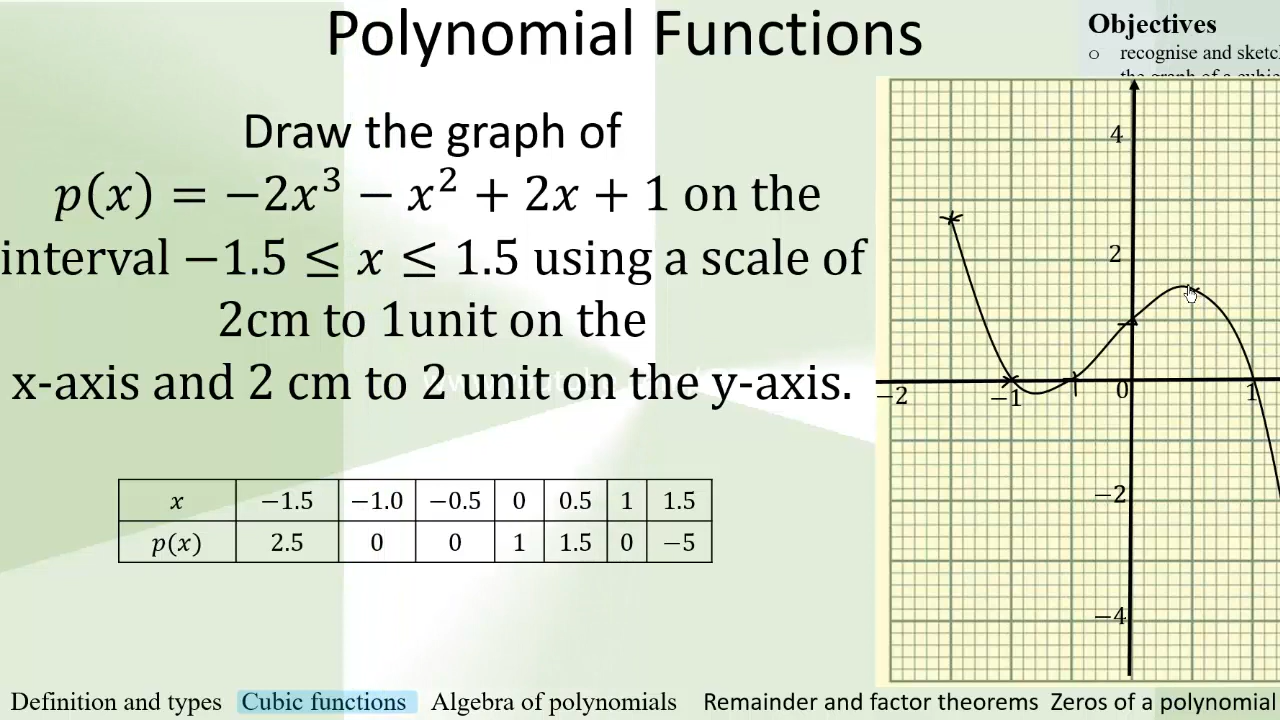 Polynomial Functions
Objectives
o recognise and sketc
Draw the graph of
p(x) = −2x³ − x² + 2x + 1 on the
interval −1.5 ≤ x ≤ 1.5 using a scale of
2cm to 1unit on the
x-axis and 2 cm to 2 unit on the y-axis.
x −1.5 −1.0 −0.5 0 0.5 1 1.5
p(x) 2.5 0 0 1 1.5 0 −5
4
2
−2 −1 0 1
−2
−4
Definition and types Cubic functions Algebra of polynomials Remainder and factor theorems Zeros of a polynomial